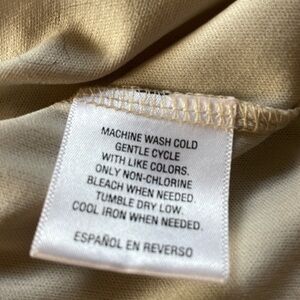 MACHINE WASH COLD
GENTLE CYCLE
WITH LIKE COLORS.
ONLY NON-CHLORINE
BLEACH WHEN NEEDED.
TUMBLE DRY LOW.
COOL IRON WHEN NEEDED.
ESPAÑOL EN REVERSO